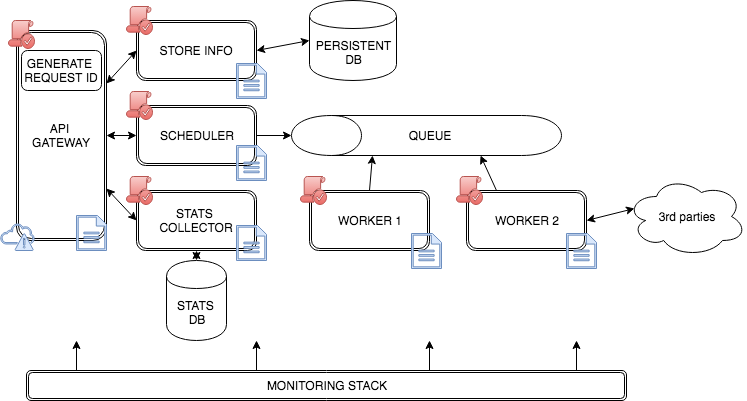 GENERATE
REQUEST ID
API
GATEWAY
STORE INFO
PERSISTENT
DB
SCHEDULER
QUEUE
STATS
COLLECTOR
WORKER 1
WORKER 2
3rd parties
STATS
DB
MONITORING STACK